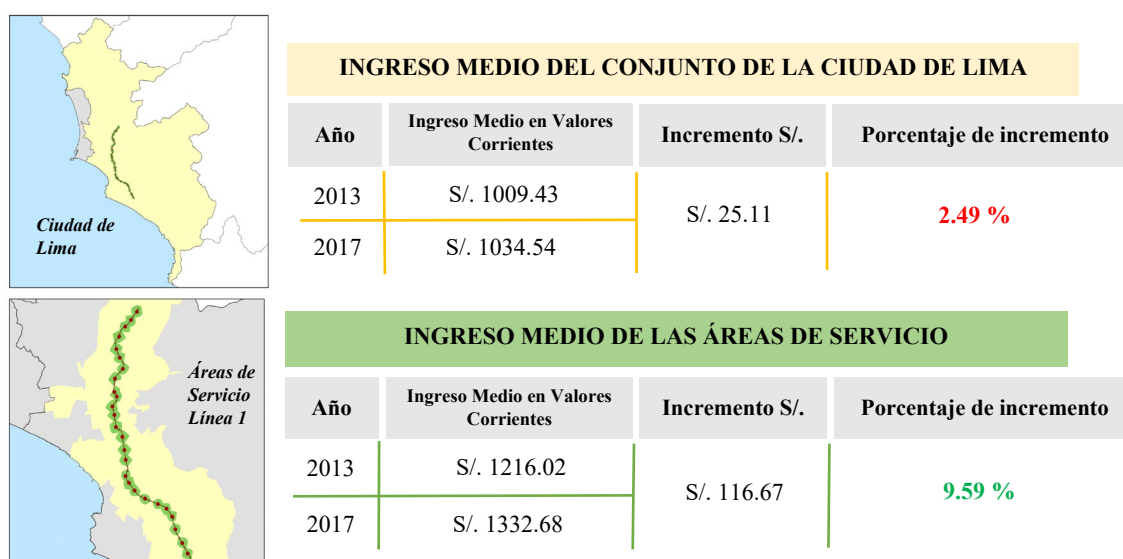 Ciudad de
Lima
INGRESO MEDIO DEL CONJUNTO DE LA CIUDAD DE LIMA
Año
Ingreso Medio en Valores
Corrientes
Incremento S/.
Porcentaje de incremento
2013
S/. 1009.43
S/. 25.11
2.49 %
2017
S/. 1034.54
Áreas de
Servicio
Línea 1
INGRESO MEDIO DE LAS ÁREAS DE SERVICIO
Año
Ingreso Medio en Valores
Corrientes
Incremento S/.
Porcentaje de incremento
2013
S/. 1216.02
S/. 116.67
9.59 %
2017
S/. 1332.68